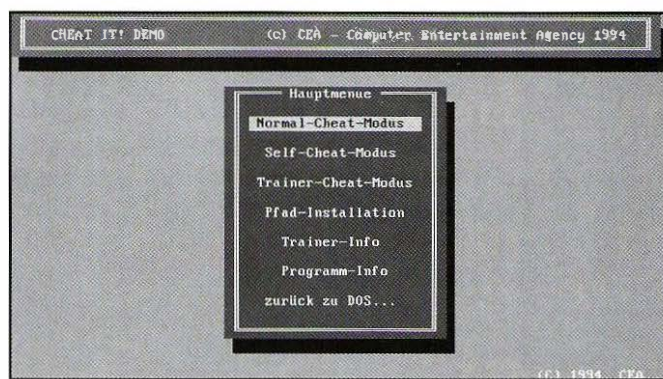 CHEAT IT! DEMO (c) CEA - Computer Entertainment Agency 1994
Hauptmenue
Normal-Cheat-Modus
Self-Cheat-Modus
Trainer-Cheat-Modus
Pfad-Installation
Trainer-Info
Programm-Info
zurück zu DOS...
(C) 1994 CEA